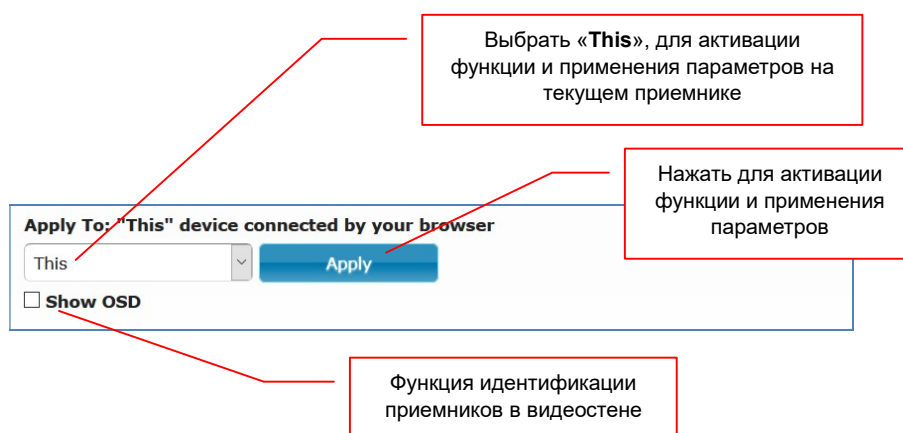 Выбрать «This», для активации
функции и применения параметров на
текущем приемнике
Нажать для активации
функции и применения
параметров
Apply To: "This" device connected by your browser
This
Apply
Show OSD
Функция идентификации
приемников в видеостене